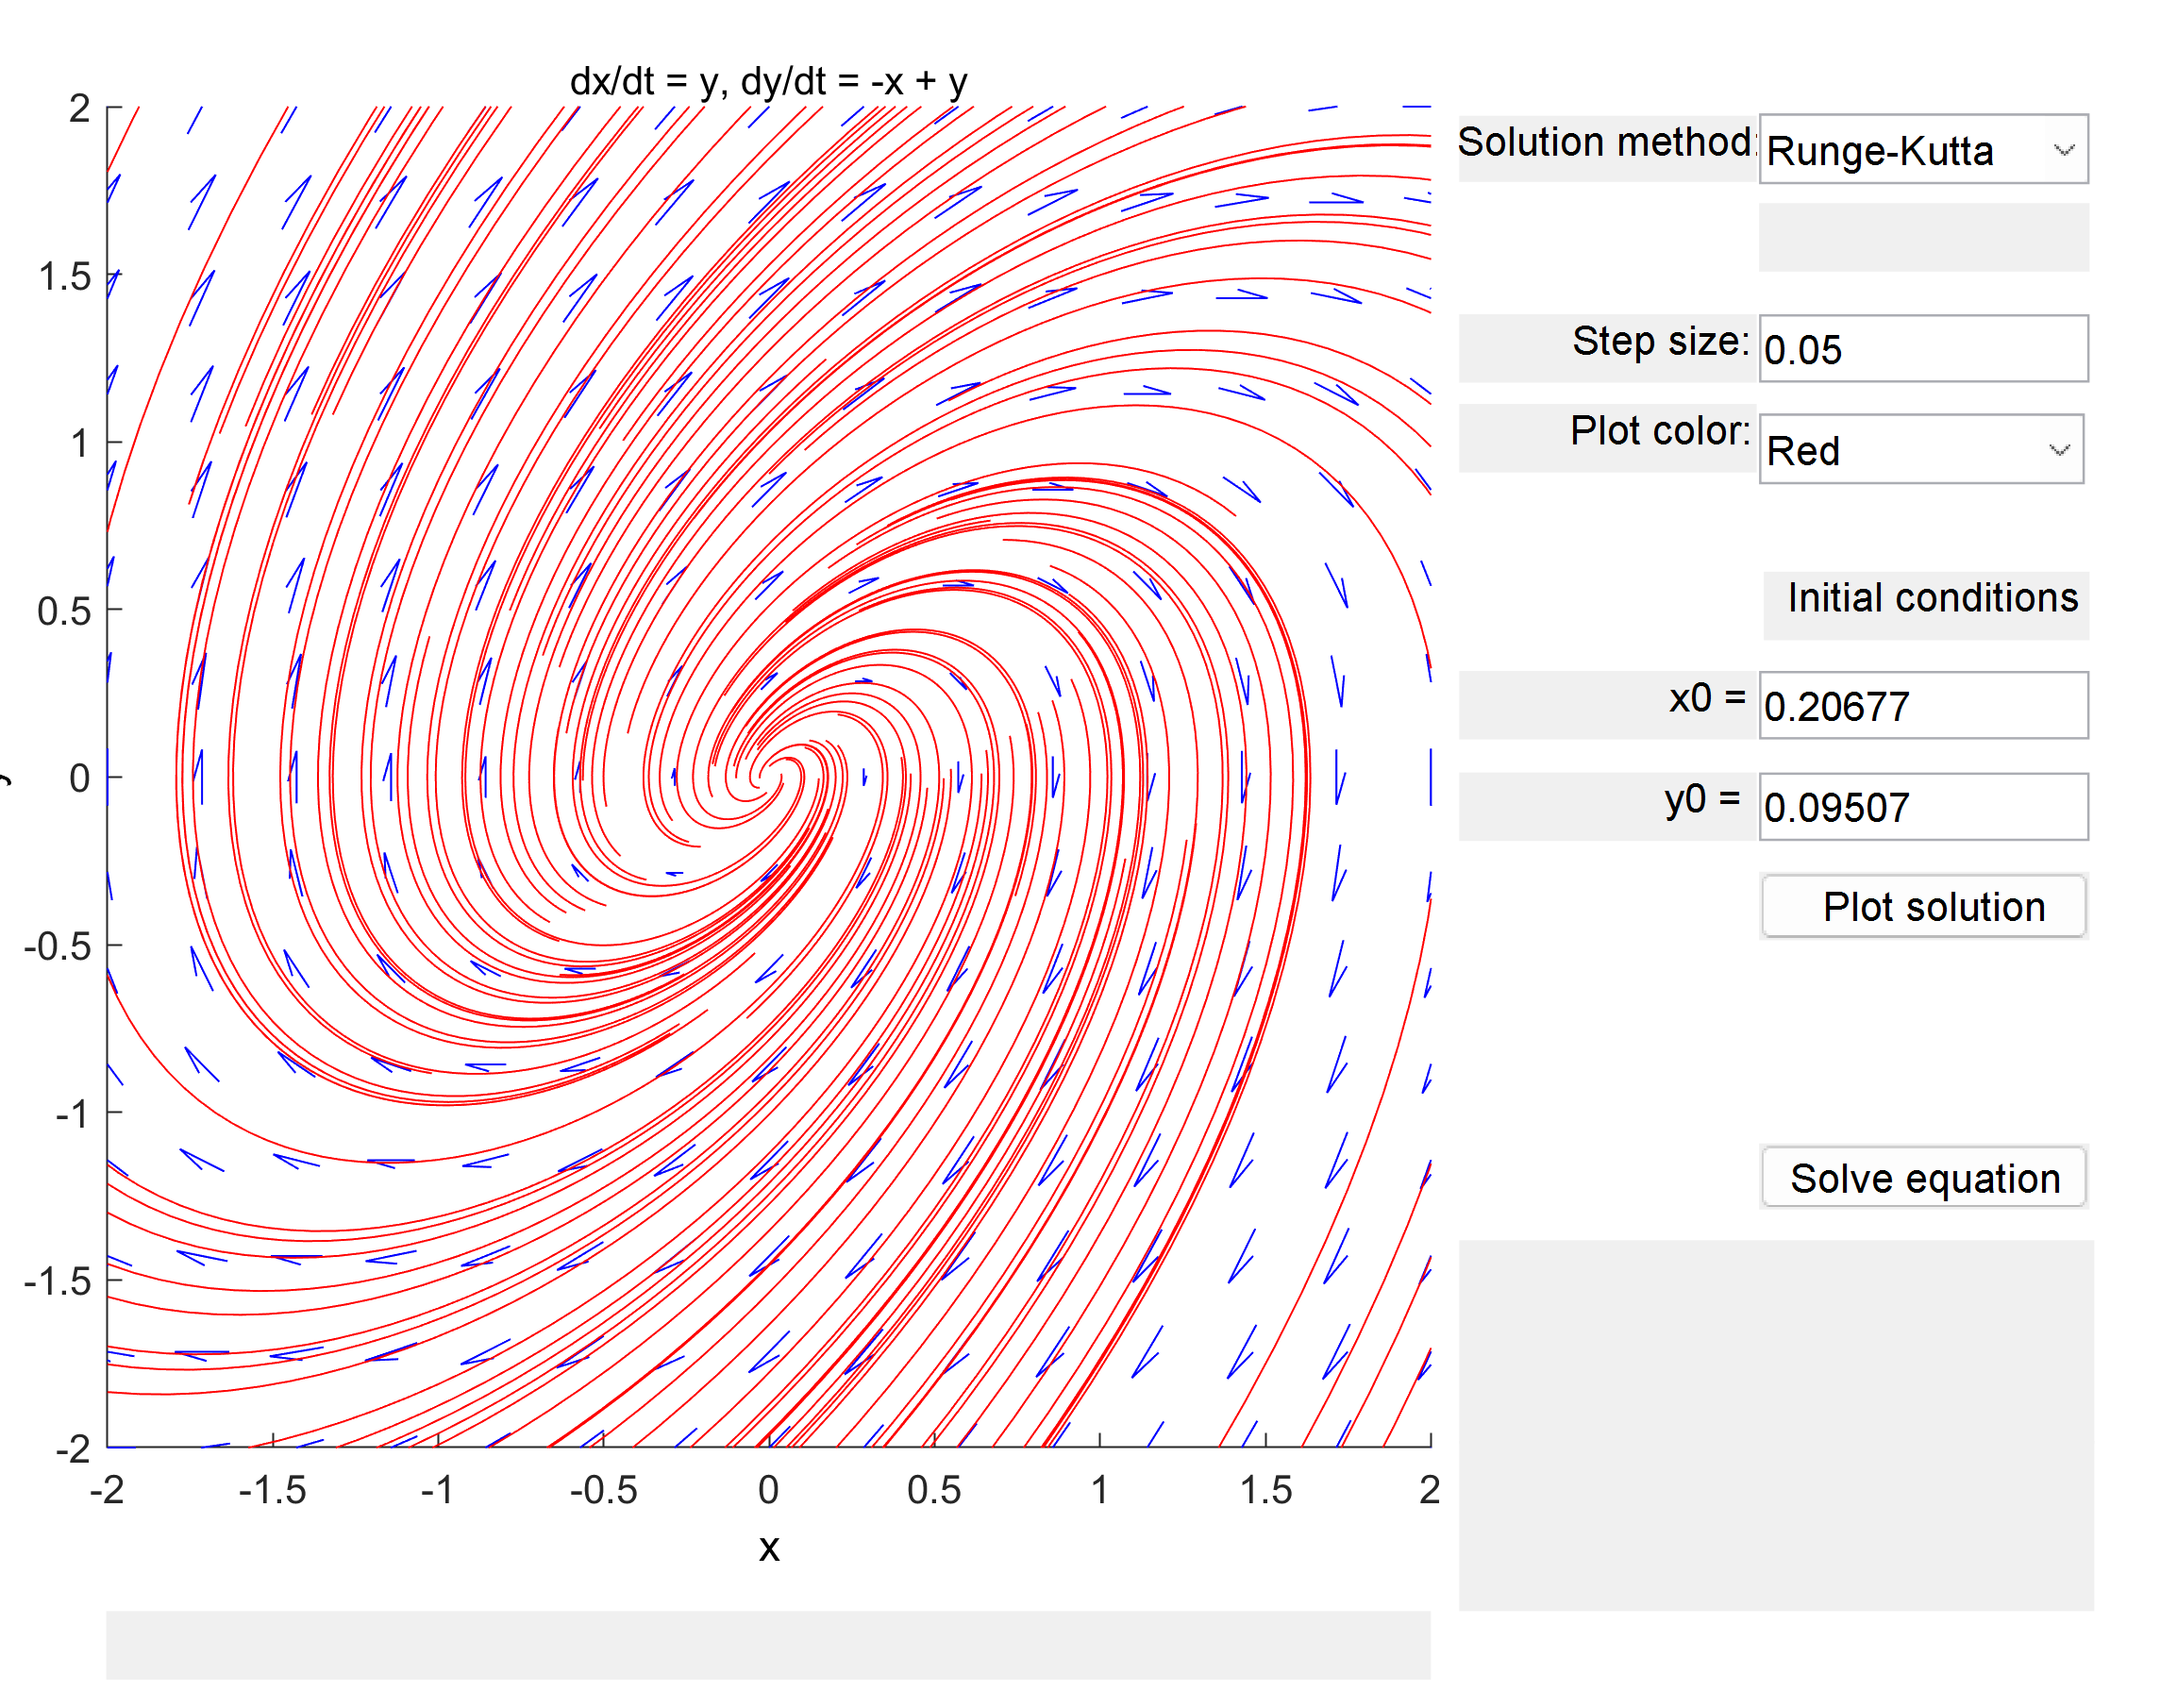 dx/dt = y, dy/dt = -x + y
2
1.5
1
0.5
0
-0.5
-1
-1.5
-2
-2
-1.5
-1
-0.5
0
0.5
1
1.5
2
x
Solution method:
Runge-Kutta
Step size:
0.05
Plot color:
Red
Initial conditions
x0 =
0.20677
y0 =
0.09507
Plot solution
Solve equation